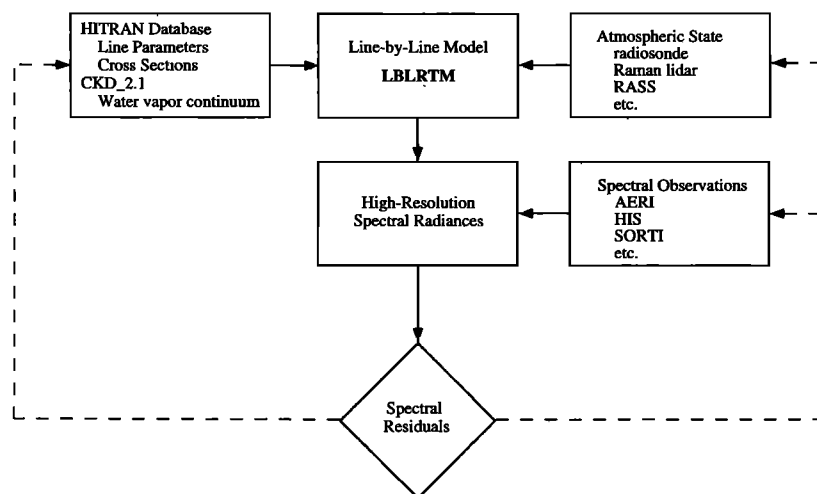 HITRAN Database
Line Parameters
Cross Sections
CKD_2.1
Water vapor continuum
Line-by-Line Model
LBLRTM
Atmospheric State
radiosonde
Raman lidar
RASS
etc.
High-Resolution
Spectral Radiances
Spectral Observations
AERI
HIS
SORTI
etc.
Spectral
Residuals